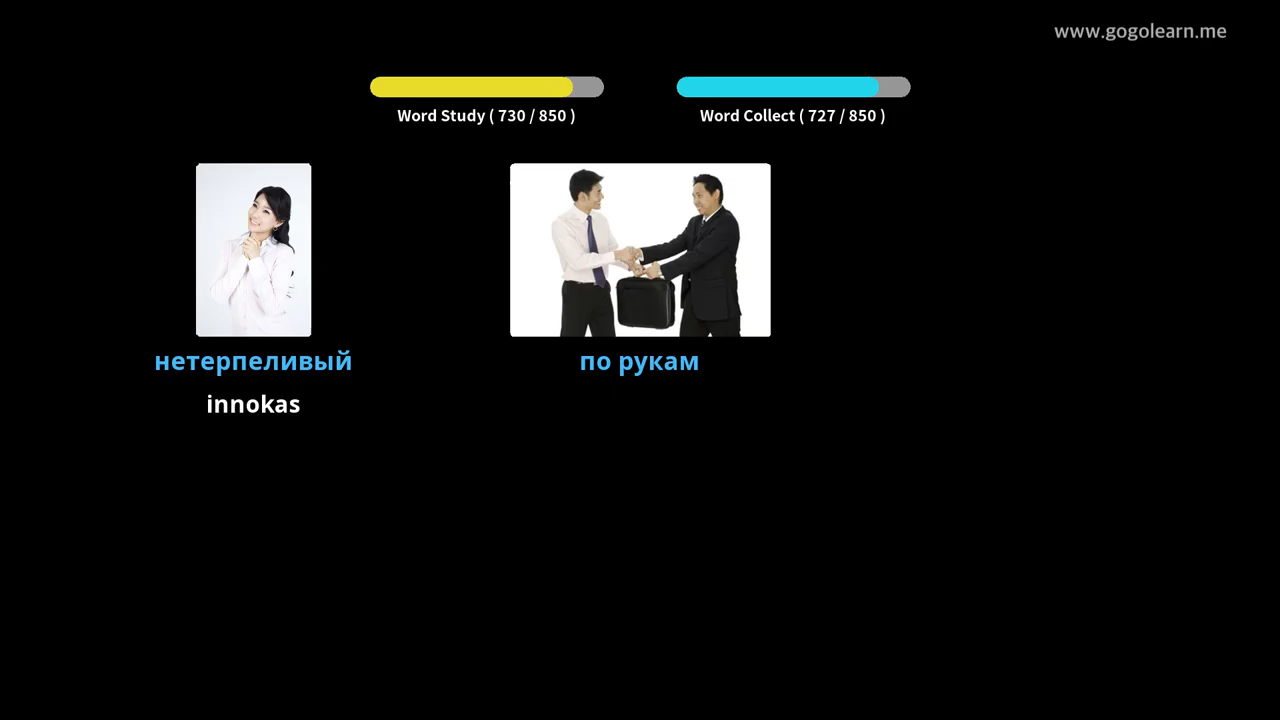 www.gogolearn.me
Word Study ( 730 / 850 )
Word Collect ( 727 / 850 )
нетерпеливый
по рукам
innokas